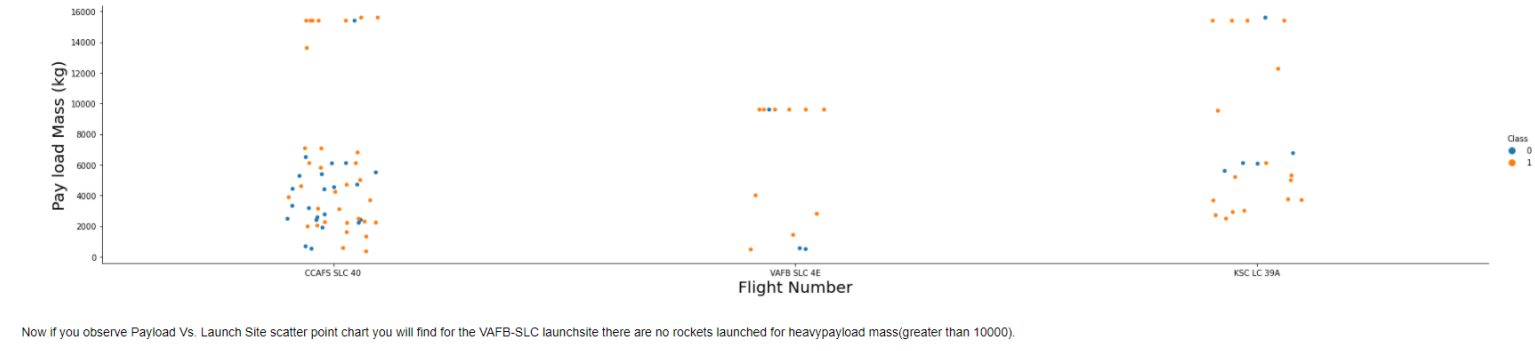 16000
14000
12000
10000
8000
6000
4000
2000
0
Pay load Mass (kg)
CCAFS SLC 40
VAFB SLC 4E
KSC LC 39A
Flight Number
Class
0
1
Now if you observe Payload Vs. Launch Site scatter point chart you will find for the VAFB-SLC launchsite there are no rockets launched for heavypayload mass(greater than 10000).